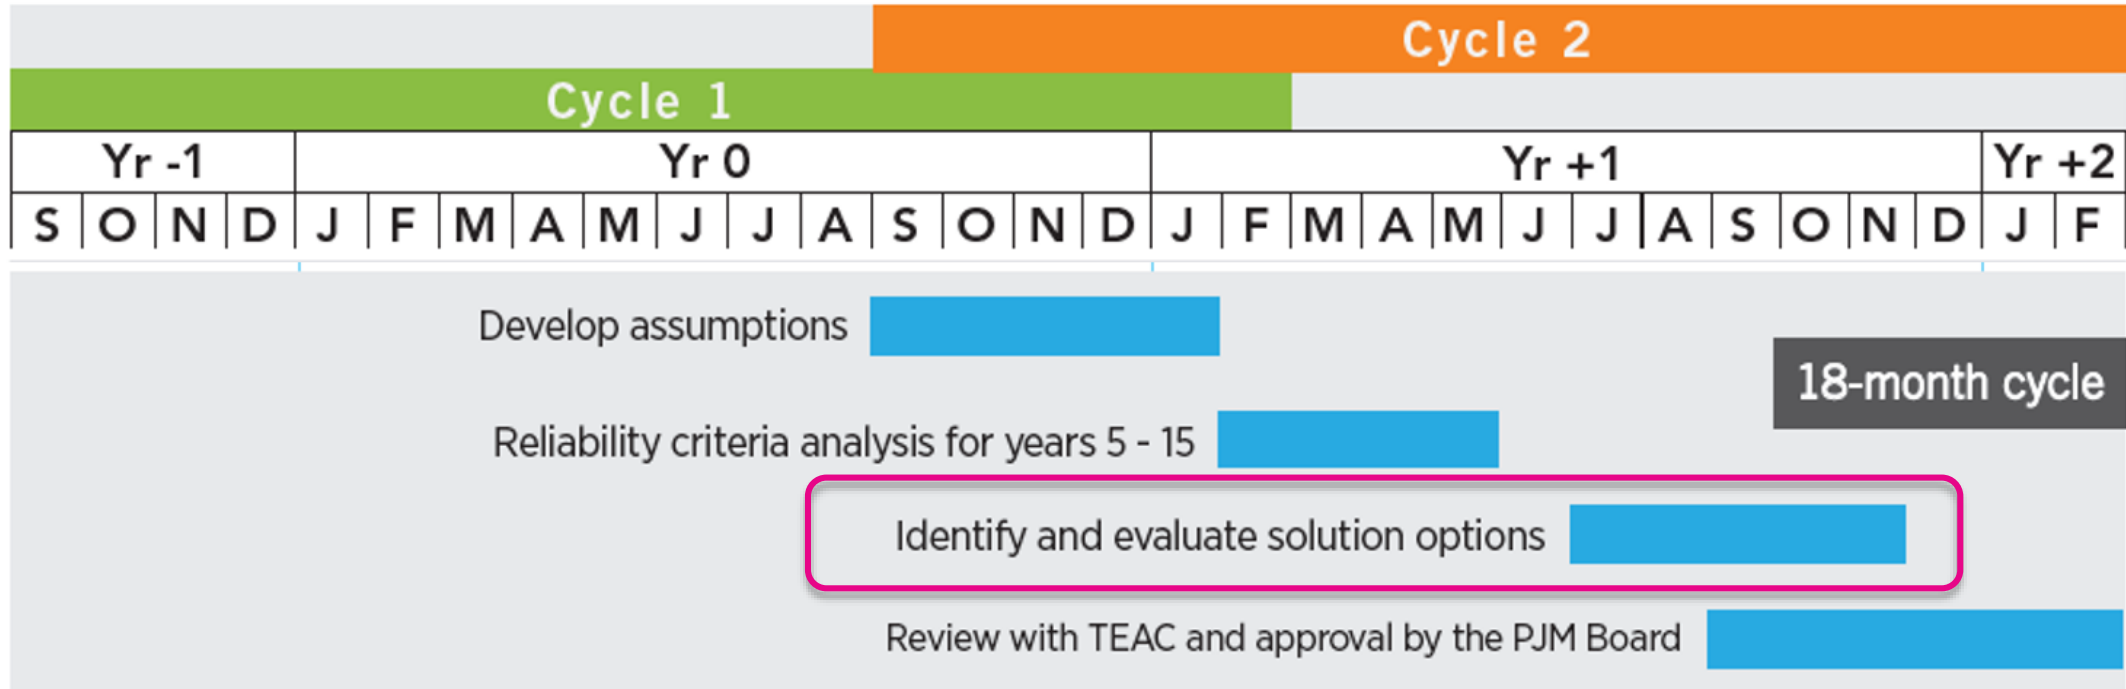 Cycle 2
Cycle 1
Yr -1 Yr 0 Yr +1 Yr +2
S O N D J F M A M J J A S O N D J F M A M J J A S O N D J F
Develop assumptions
18-month cycle
Reliability criteria analysis for years 5 - 15
Identify and evaluate solution options
Review with TEAC and approval by the PJM Board